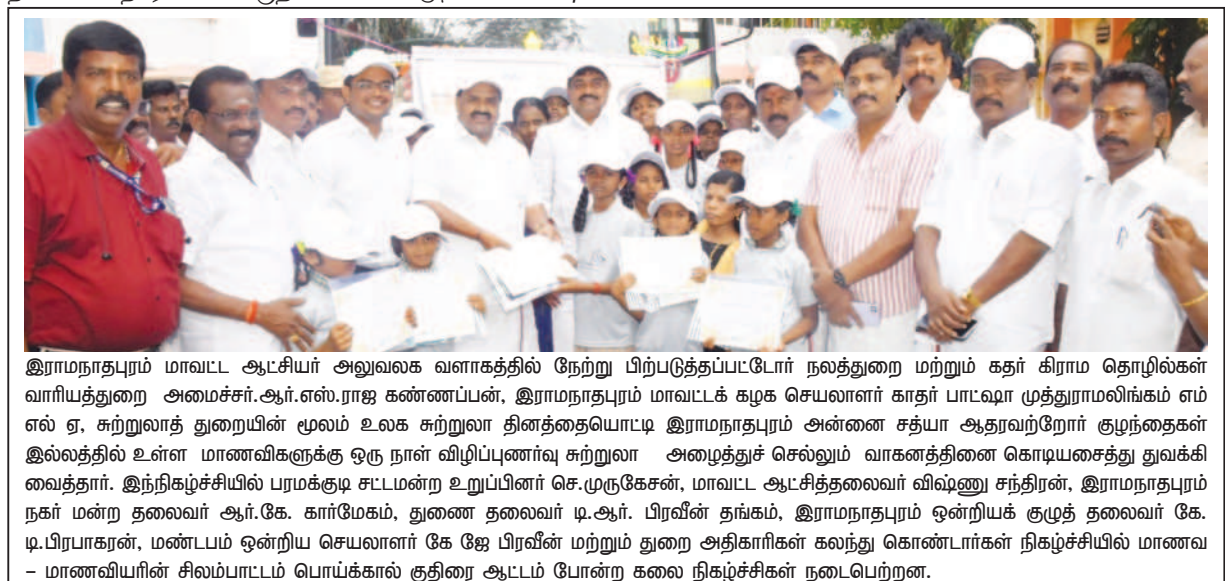 இராமநாதபுரம் மாவட்ட ஆட்சியர் அலுவலக வளாகத்தில் நேற்று பிற்படுத்தப்பட்டோர் நலத்துறை மற்றும் கதர் கிராம தொழில்கள்
வாரியத்துறை அமைச்சர்.ஆர்.எஸ்.ராஜ கண்ணப்பன், இராமநாதபுரம் மாவட்டக் கழக செயலாளர் காதர் பாட்ஷா முத்துராமலிங்கம் எம்
எல் ஏ, சுற்றுலாத் துறையின் மூலம் உலக சுற்றுலா தினத்தையொட்டி இராமநாதபுரம் அன்னை சத்யா ஆதரவற்றோர் குழந்தைகள்
இல்லத்தில் உள்ள மாணவிகளுக்கு ஒரு நாள் விழிப்புணர்வு சுற்றுலா அழைத்துச் செல்லும் வாகனத்தினை கொடியசைத்து துவக்கி
வைத்தார். இந்நிகழ்ச்சியில் பரமக்குடி சட்டமன்ற உறுப்பினர் செ.முருகேசன், மாவட்ட ஆட்சித்தலைவர் விஷ்ணு சந்திரன், இராமநாதபுரம்
நகர் மன்ற தலைவர் ஆர்.கே. கார்மேகம், துணை தலைவர் டி.ஆர். பிரவீன் தங்கம், இராமநாதபுரம் ஒன்றியக் குழுத் தலைவர் கே.
டி.பிரபாகரன், மண்டபம் ஒன்றிய செயலாளர் கே ஜே பிரவீன் மற்றும் துறை அதிகாரிகள் கலந்து கொண்டார்கள் நிகழ்ச்சியில் மாணவ
– மாணவியரின் சிலம்பாட்டம் பொய்க்கால் குதிரை ஆட்டம் போன்ற கலை நிகழ்ச்சிகள் நடைபெற்றன.